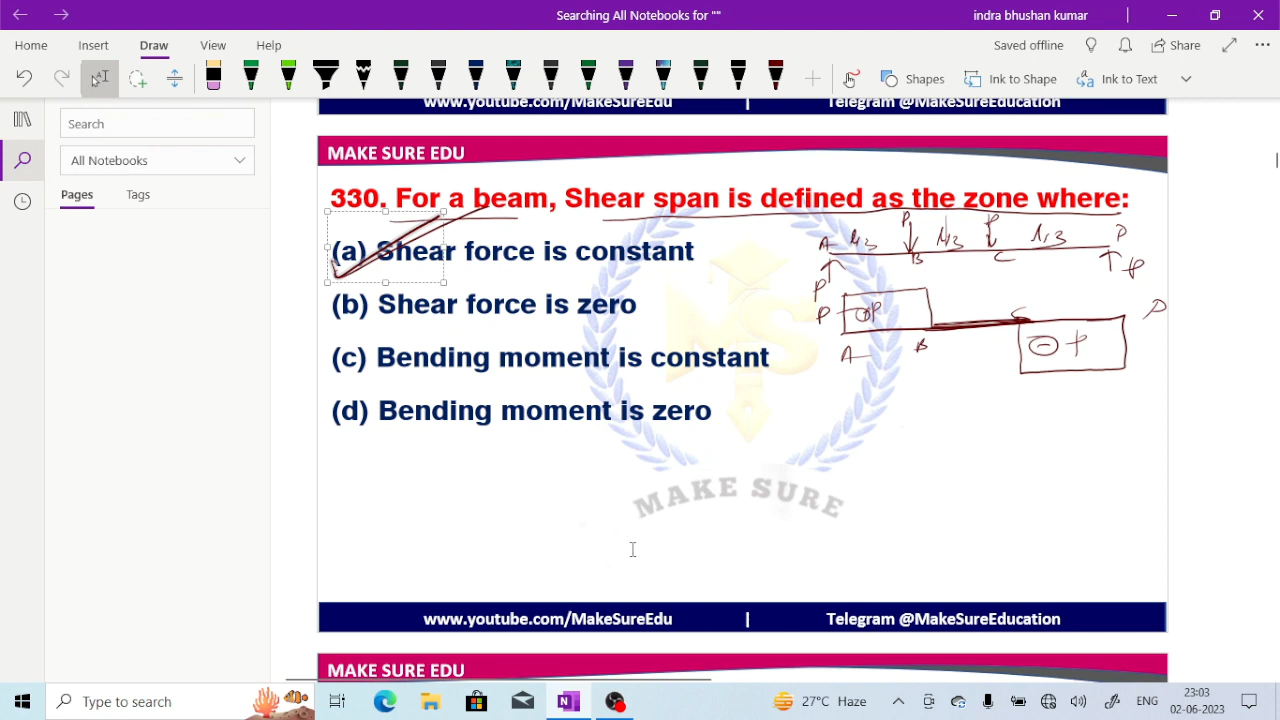 Searching All Notebooks for ""
indra bhushan kumar
Home Insert Draw View Help
Saved offline
Share
Shapes
Ink to Shape
Ink to Text
Search
All Notebooks
Pages Tags
www.youtube.com/MakeSureEdu | Telegram @MakeSureEducation
MAKE SURE EDU
330. For a beam, Shear span is defined as the zone where:
(a) Shear force is constant
(b) Shear force is zero
(c) Bending moment is constant
(d) Bending moment is zero
P P
A B C D
P P
P P
A B C D
MAKE SURE
www.youtube.com/MakeSureEdu | Telegram @MakeSureEducation
MAKE SURE EDU
Type here to search
27°C Haze
ENG
23:03
02-06-2023